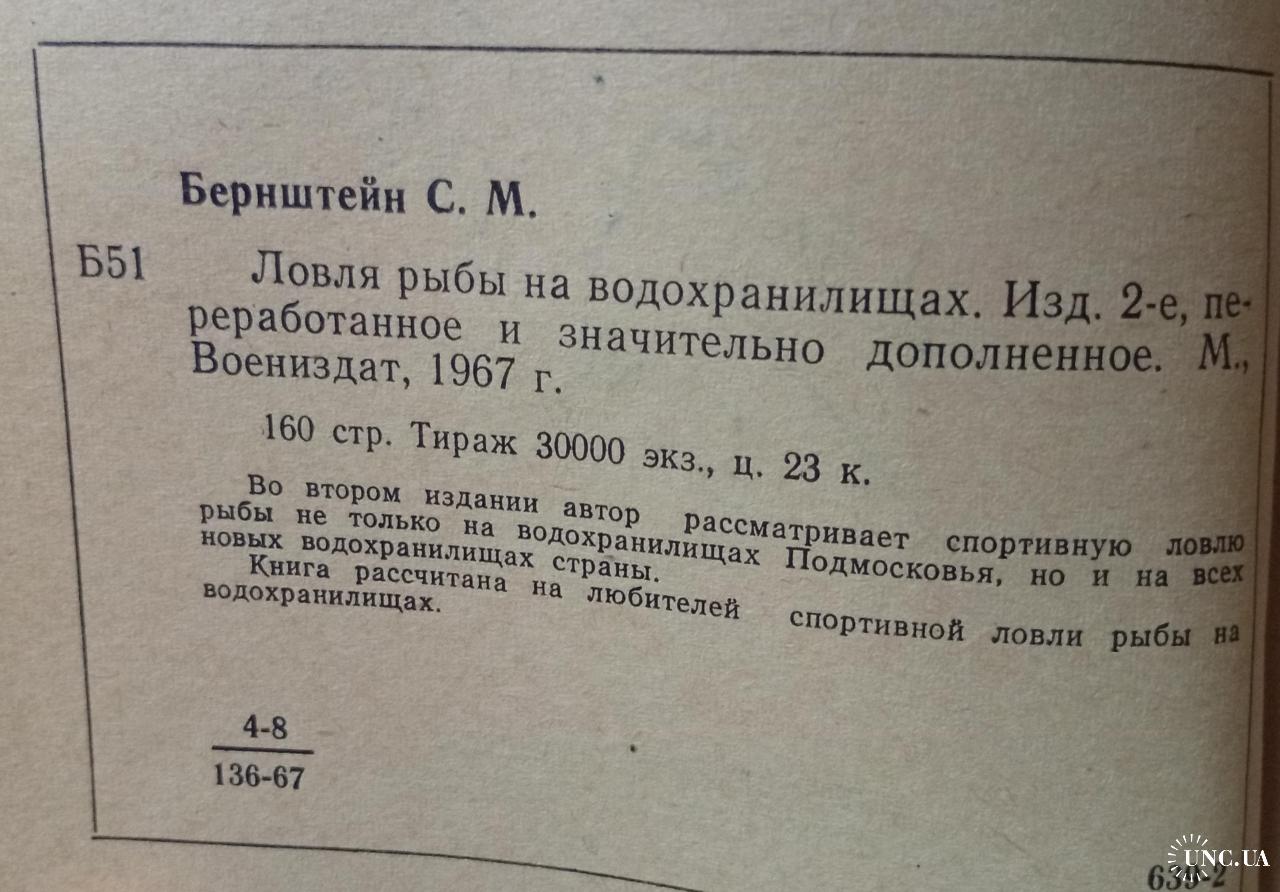 Бернштейн С. М.
Б51 Ловля рыбы на водохранилищах. Изд. 2-е, пе-
реработанное и значительно дополненное. М.,
Воениздат, 1967 г.
160 стр. Тираж 30000 экз., ц. 23 к.
Во втором издании автор рассматривает спортивную ловлю
рыбы не только на водохранилищах Подмосковья, но и на всех
новых водохранилищах страны.
Книга рассчитана на любителей спортивной ловли рыбы на
водохранилищах.
4-8
136-67
UNC.UA